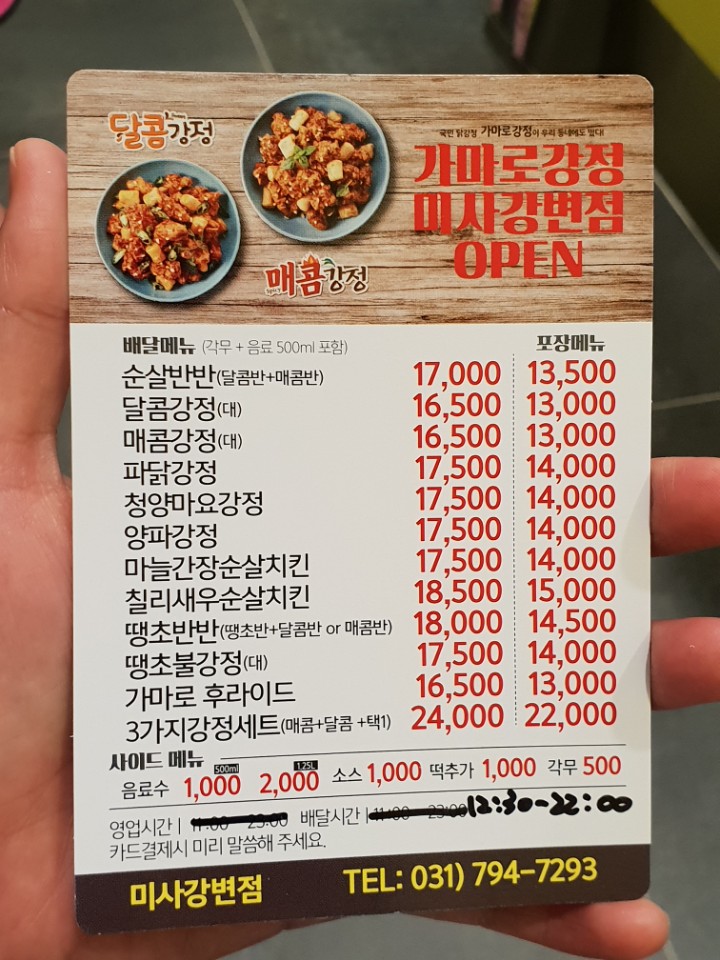 달콤강정
매콤강정
국민 닭강정 가마로강정이 우리 동네에도 떴다!
가마로강정
미사강변점
OPEN
배달메뉴 (각무 + 음료 500ml 포함) 포장메뉴
순살반반(달콤반+매콤반) 17,000 13,500
달콤강정(대) 16,500 13,000
매콤강정(대) 16,500 13,000
파닭강정 17,500 14,000
청양마요강정 17,500 14,000
양파강정 17,500 14,000
마늘간장순살치킨 17,500 14,000
칠리새우순살치킨 18,500 15,000
땡초반반(땡초반+달콤반 or 매콤반) 18,000 14,500
땡초불강정(대) 17,500 14,000
가마로 후라이드 16,500 13,000
3가지강정세트(매콤+달콤 +택1) 24,000 22,000
사이드 메뉴
음료수 1,000 500ml 2,000 1.25L 소스 1,000 떡추가 1,000 각무 500
영업시간 | 11:00 - 23:00 배달시간 | 11:00 - 23:00 12:30-22:00
카드결제시 미리 말씀해 주세요.
미사강변점 TEL: 031) 794-7293